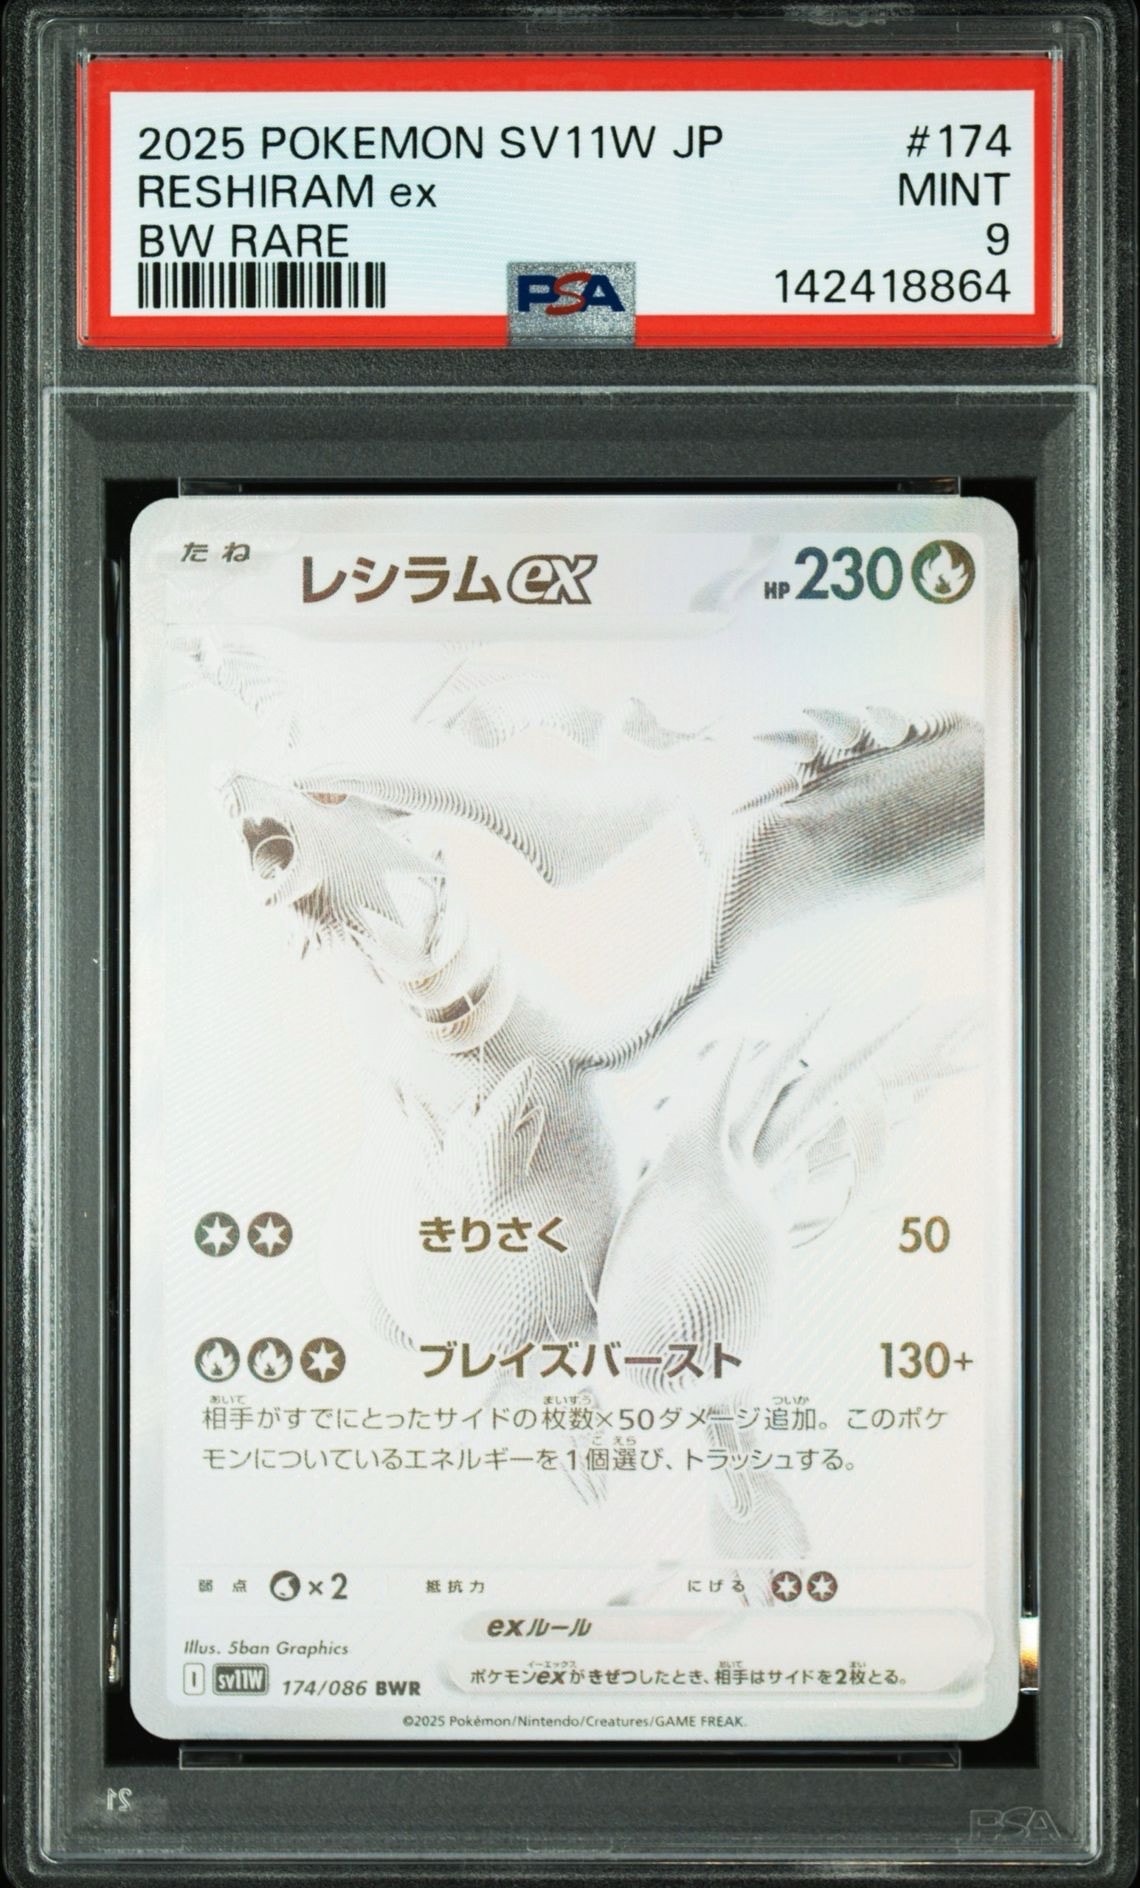 2025 POKEMON SV11W JP #174
RESHIRAM ex MINT
BW RARE 9
PSA 142418864
たね レシラムex HP230
きりさく 50
ブレイズバースト 130+
相手がすでにとったサイドの枚数×50ダメージ追加。このポケ
モンについているエネルギーを1個選び、トラッシュする。
弱点 ×2 抵抗力 にげる
exルール
ポケモンexがきぜつしたとき、相手はサイドを2枚とる。
Illus. 5ban Graphics
I sv11W 174/086 BWR
©2025 Pokémon/Nintendo/Creatures/GAME FREAK.
21
PSA